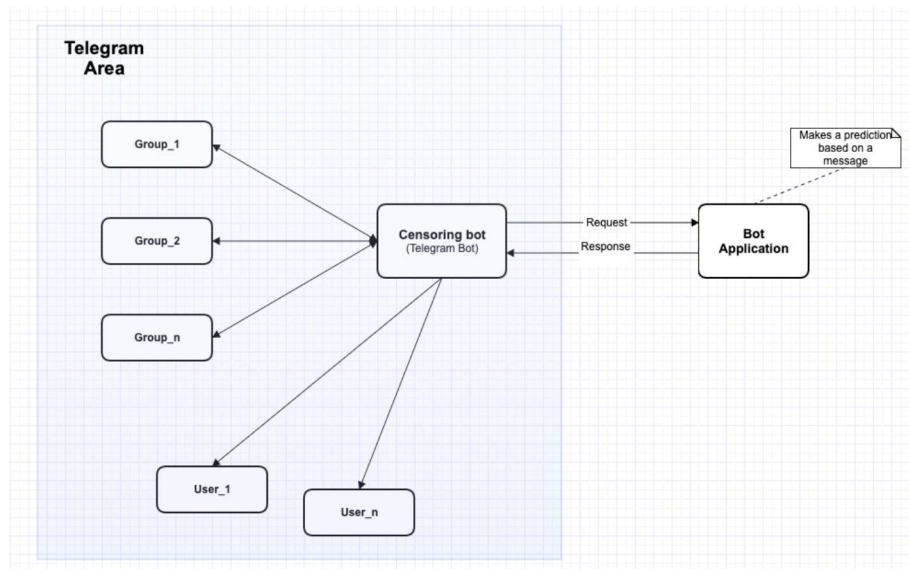 Telegram
Area
Group_1
Makes a prediction
based on a
message
Group_2
Censoring bot
(Telegram Bot)
Request
Response
Bot
Application
Group_n
User_1
User_n